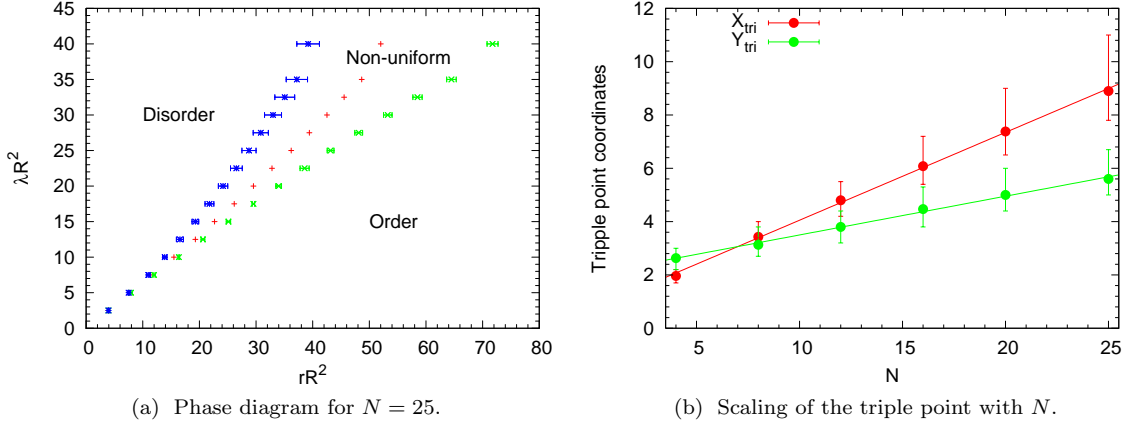 40
35
30
25
20
15
10
5
0
λR²
Disorder
Non-uniform
Order
0 10 20 30 40 50 60 70 80
rR²
(a) Phase diagram for N = 25.
12
10
8
6
4
2
0
Tripple point coordinates
X_tri
Y_tri
5 10 15 20 25
N
(b) Scaling of the triple point with N.